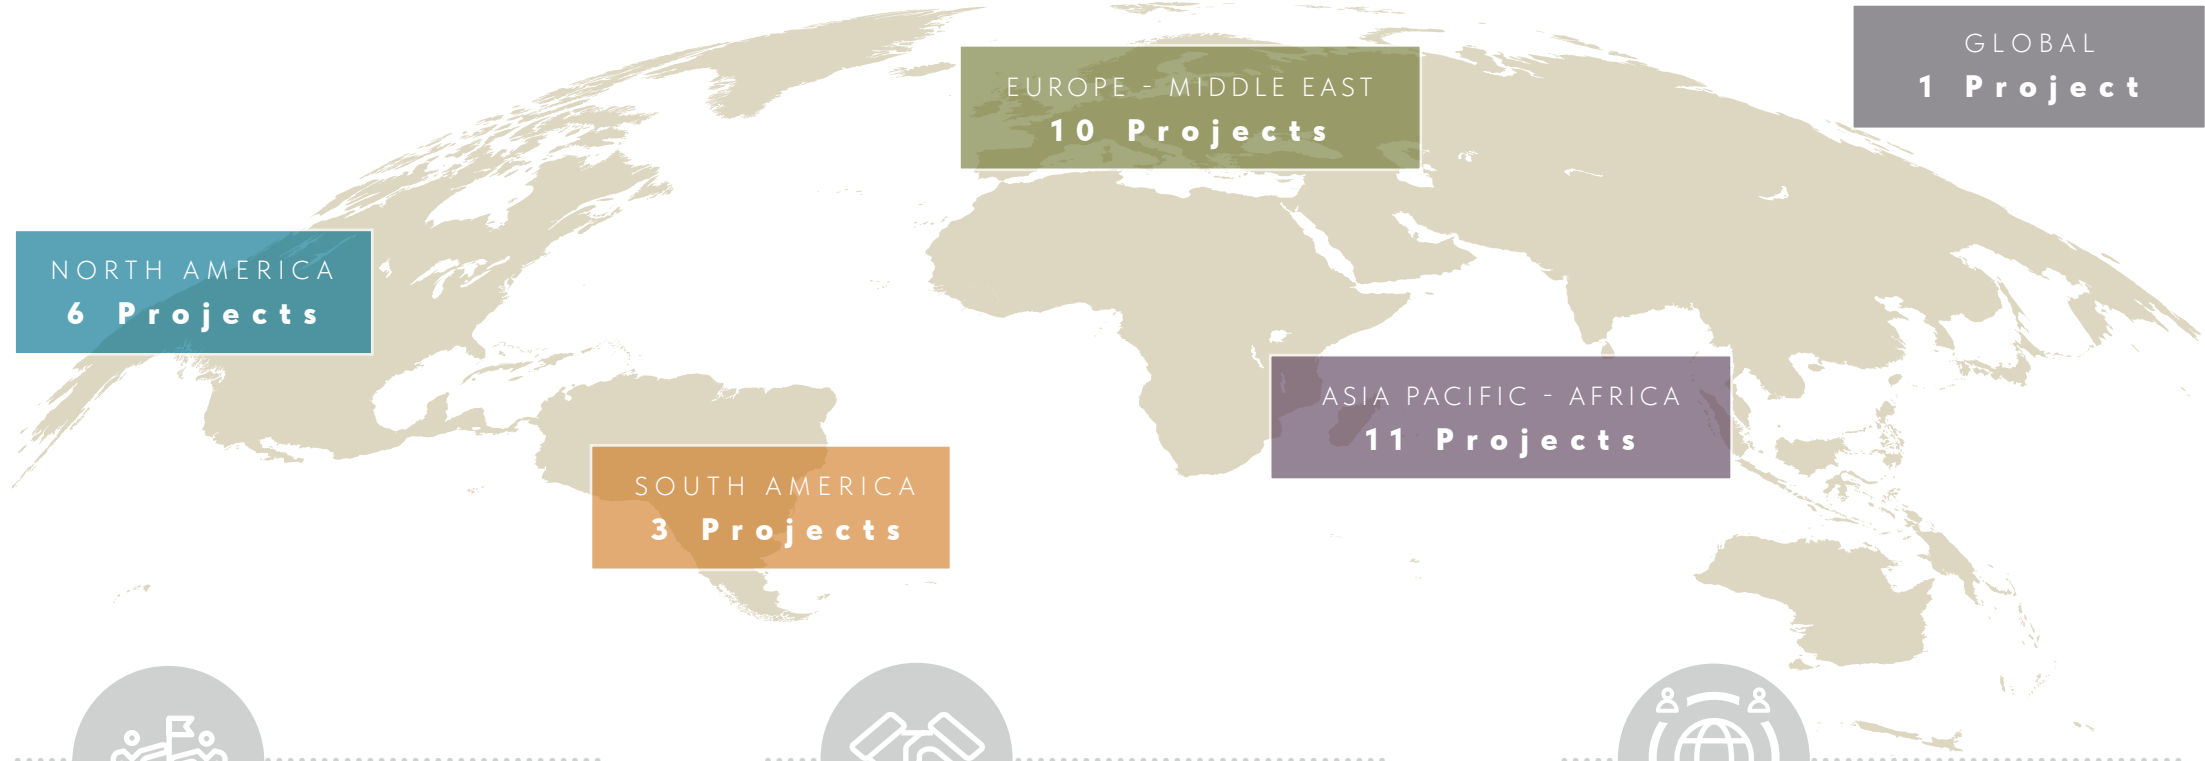 GLOBAL
1 Project
EUROPE - MIDDLE EAST
10 Projects
NORTH AMERICA
6 Projects
ASIA PACIFIC - AFRICA
11 Projects
SOUTH AMERICA
3 Projects